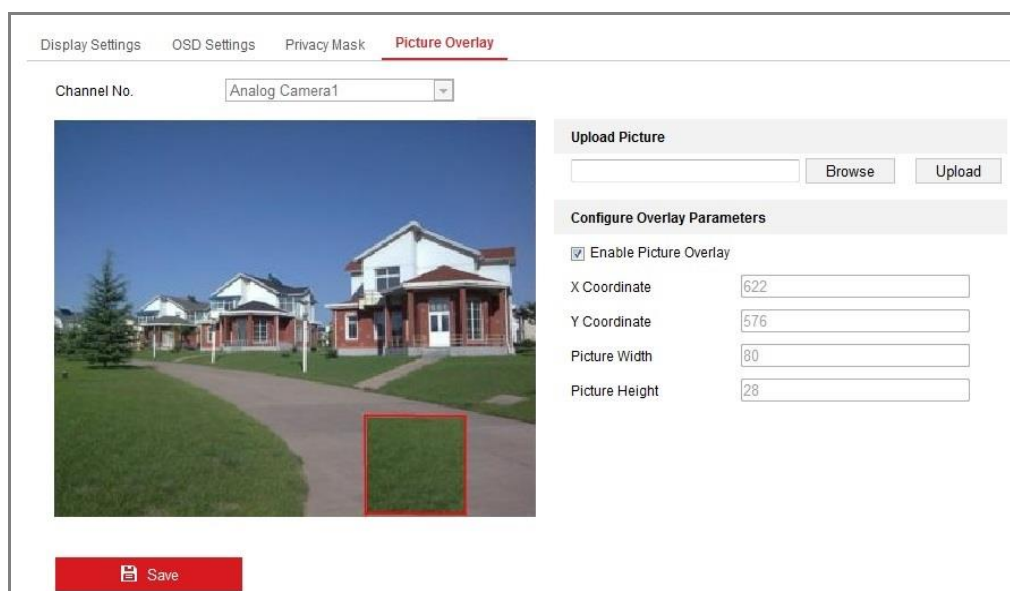 Display Settings OSD Settings Privacy Mask Picture Overlay
Channel No. Analog Camera1
Upload Picture
Browse Upload
Configure Overlay Parameters
Enable Picture Overlay
X Coordinate 622
Y Coordinate 576
Picture Width 80
Picture Height 28
Save